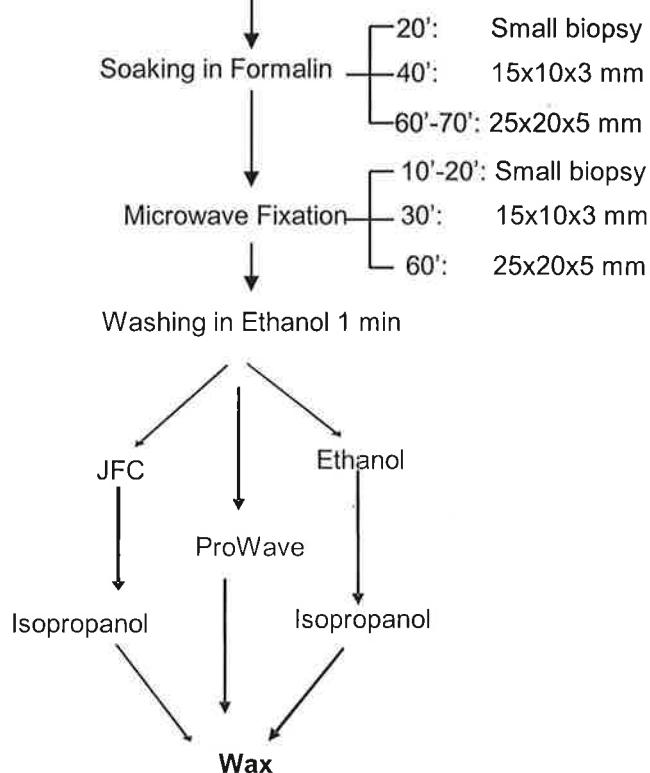 20': Small biopsy
Soaking in Formalin
40': 15x10x3 mm
60'-70': 25x20x5 mm
10'-20': Small biopsy
Microwave Fixation
30': 15x10x3 mm
60': 25x20x5 mm
Washing in Ethanol 1 min
JFC
Ethanol
ProWave
Isopropanol
Isopropanol
Wax